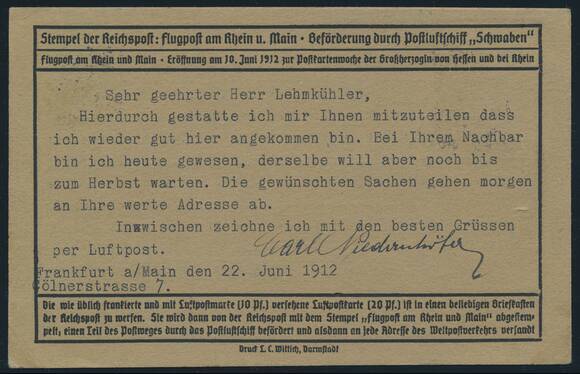 Stempel der Reichspost: Flugpost am Rhein u. Main · Beförderung durch Postluftschiff „Schwaben"
Flugpost am Rhein und Main · Eröffnung am 10. Juni 1912 zur Postkartenwoche der Großherzogin von Hessen und bei Rhein
Sehr geehrter Herr Lehmkühler,
Hierdurch gestatte ich mir Ihnen mitzuteilen dass
ich wieder gut hier angekommen bin. Bei Ihrem Nachbar
bin ich heute gewesen, derselbe will aber noch bis
zum Herbst warten. Die gewünschten Sachen gehen morgen
an Ihre werte Adresse ab.
Inwischen zeichne ich mit den besten Grüssen
per Luftpost. Carl Niedernhöfer
Frankfurt a/Main den 22. Juni 1912
Cölnerstrasse 7.
Die wie üblich frankierte und mit Luftpostmarke (10 Pf.) versehene Luftpostkarte (20 Pf.) ist in einen beliebigen Briefkasten
der Reichspost zu werfen. Sie wird dann von der Reichspost mit dem Stempel „Flugpost am Rhein und Main" abgestem-
pelt, einen Teil des Postweges durch das Postluftschiff befördert und alsdann an jede Adresse des Weltpostverkehrs versandt
Druck L. C. Wittich, Darmstadt